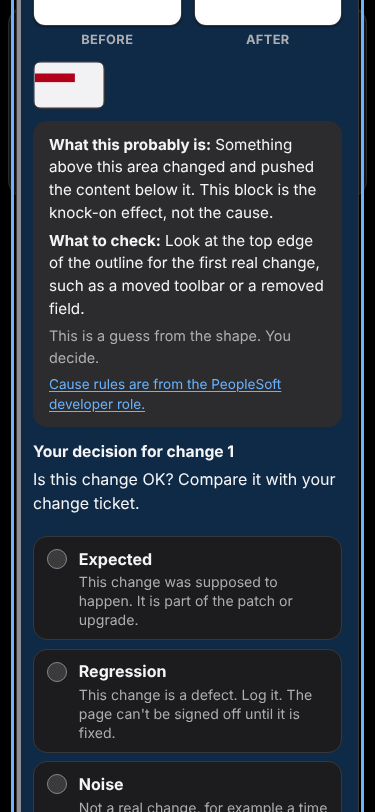 BEFORE
AFTER
What this probably is: Something
above this area changed and pushed
the content below it. This block is the
knock-on effect, not the cause.
What to check: Look at the top edge
of the outline for the first real change,
such as a moved toolbar or a removed
field.
This is a guess from the shape. You
decide.
Cause rules are from the PeopleSoft
developer role.
Your decision for change 1
Is this change OK? Compare it with your
change ticket.
Expected
This change was supposed to
happen. It is part of the patch or
upgrade.
Regression
This change is a defect. Log it. The
page can't be signed off until it is
fixed.
Noise
Not a real change, for example a time